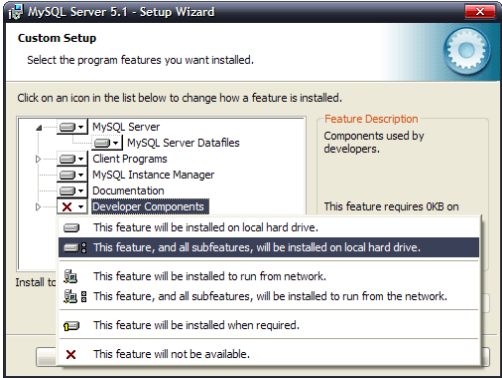 MySQL Server 5.1 - Setup Wizard
Custom Setup
Select the program features you want installed.
Click on an icon in the list below to change how a feature is installed.
MySQL Server
MySQL Server Datafiles
Client Programs
MySQL Instance Manager
Documentation
Developer Components
Feature Description
Components used by
developers.
This feature requires 0KB on
This feature will be installed on local hard drive.
This feature, and all subfeatures, will be installed on local hard drive.
This feature will be installed to run from network.
This feature, and all subfeatures, will be installed to run from the network.
This feature will be installed when required.
This feature will not be available.
Install to